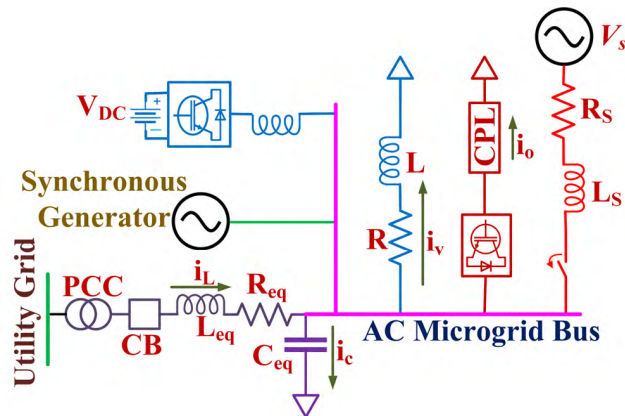 V_s
V_DC
R_S
CPL
i_o
L
L_S
Synchronous
Generator
R
i_v
Utility Grid
PCC
i_L
R_eq
CB
L_eq
AC Microgrid Bus
C_eq
i_c